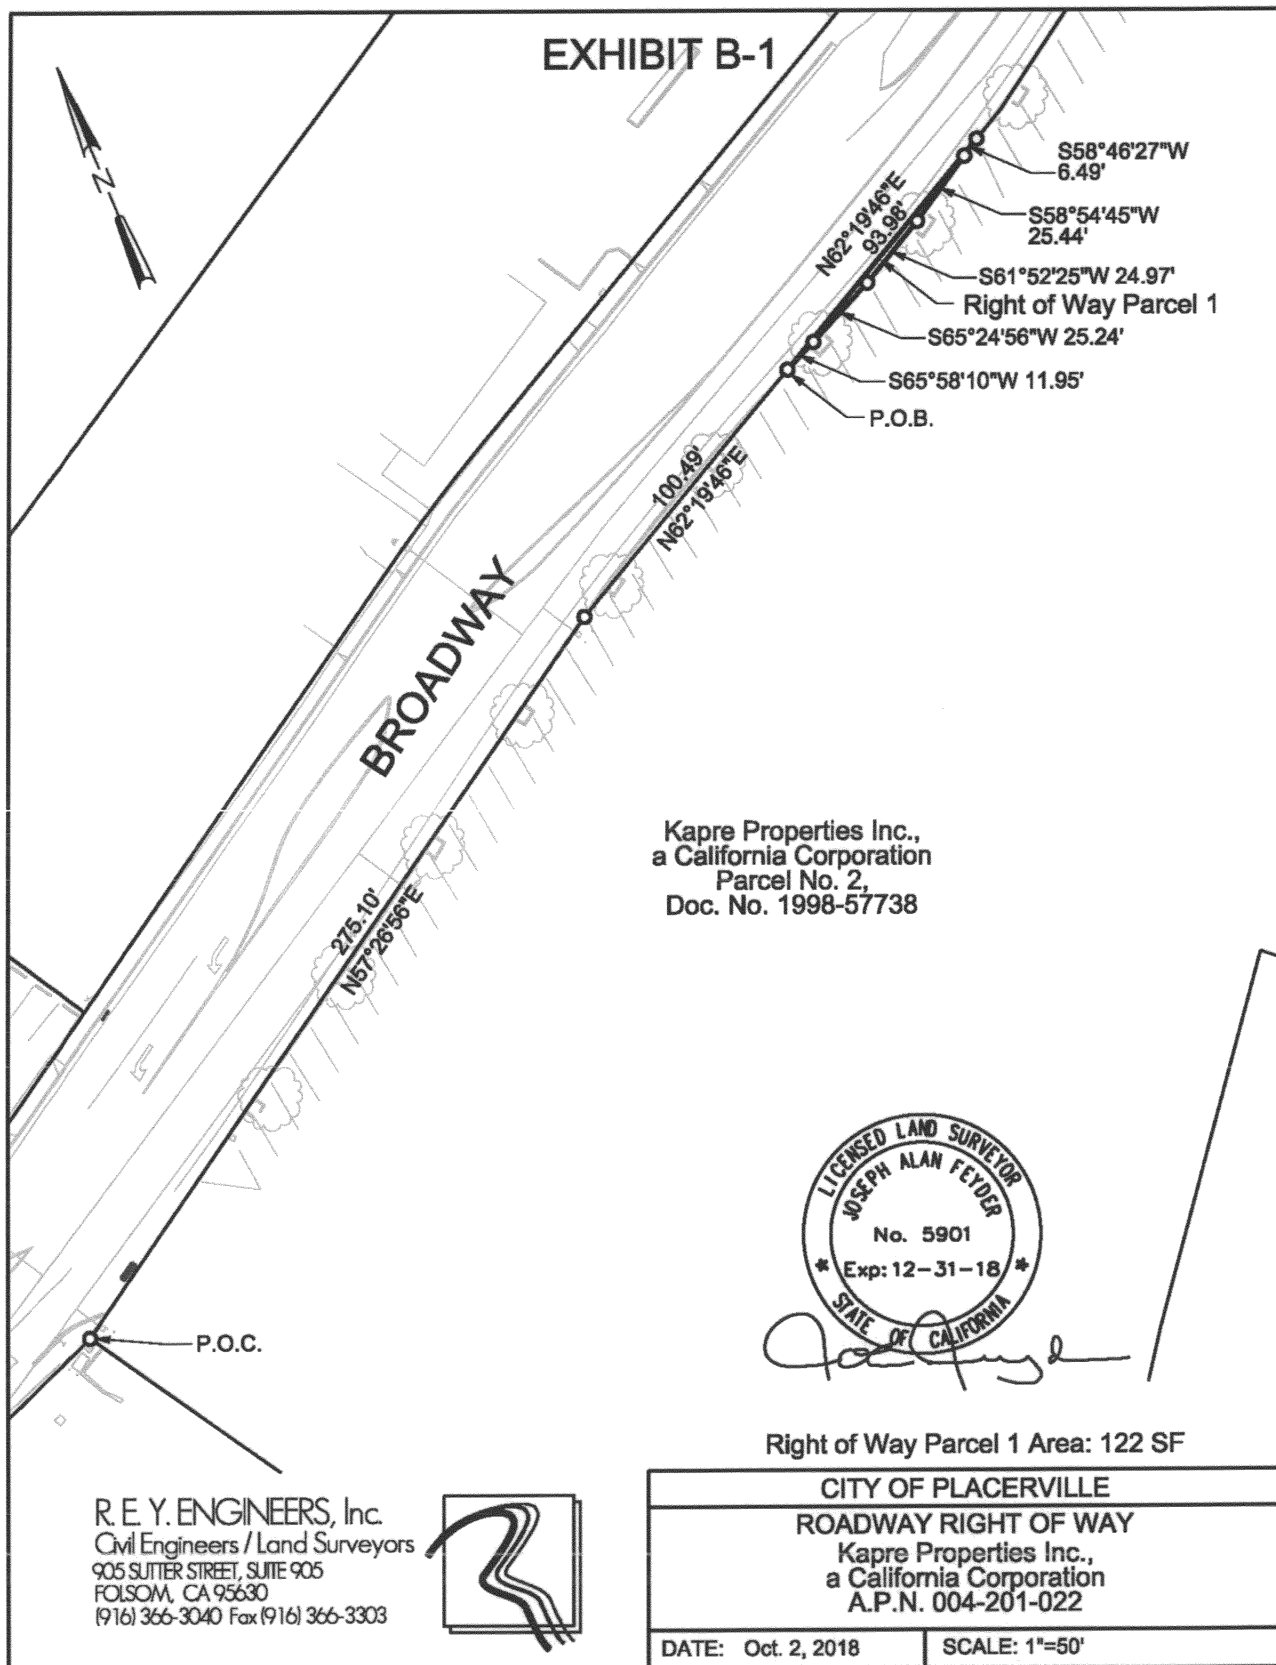 EXHIBIT B-1
N
S58°46'27"W
6.49'
S58°54'45"W
25.44'
N62°19'46"E
93.98'
S61°52'25"W 24.97'
Right of Way Parcel 1
S65°24'56"W 25.24'
S65°58'10"W 11.95'
P.O.B.
100.49'
N62°19'46"E
BROADWAY
Kapre Properties Inc.,
a California Corporation
Parcel No. 2,
Doc. No. 1998-57738
275.10'
N57°26'56"E
LICENSED LAND SURVEYOR
JOSEPH ALAN FEYDER
No. 5901
Exp: 12-31-18
STATE OF CALIFORNIA
P.O.C.
Right of Way Parcel 1 Area: 122 SF
R. E. Y. ENGINEERS, Inc.
Civil Engineers / Land Surveyors
905 SUTTER STREET, SUITE 905
FOLSOM, CA 95630
(916) 366-3040 Fax (916) 366-3303
CITY OF PLACERVILLE
ROADWAY RIGHT OF WAY
Kapre Properties Inc.,
a California Corporation
A.P.N. 004-201-022
DATE: Oct. 2, 2018
SCALE: 1"=50'